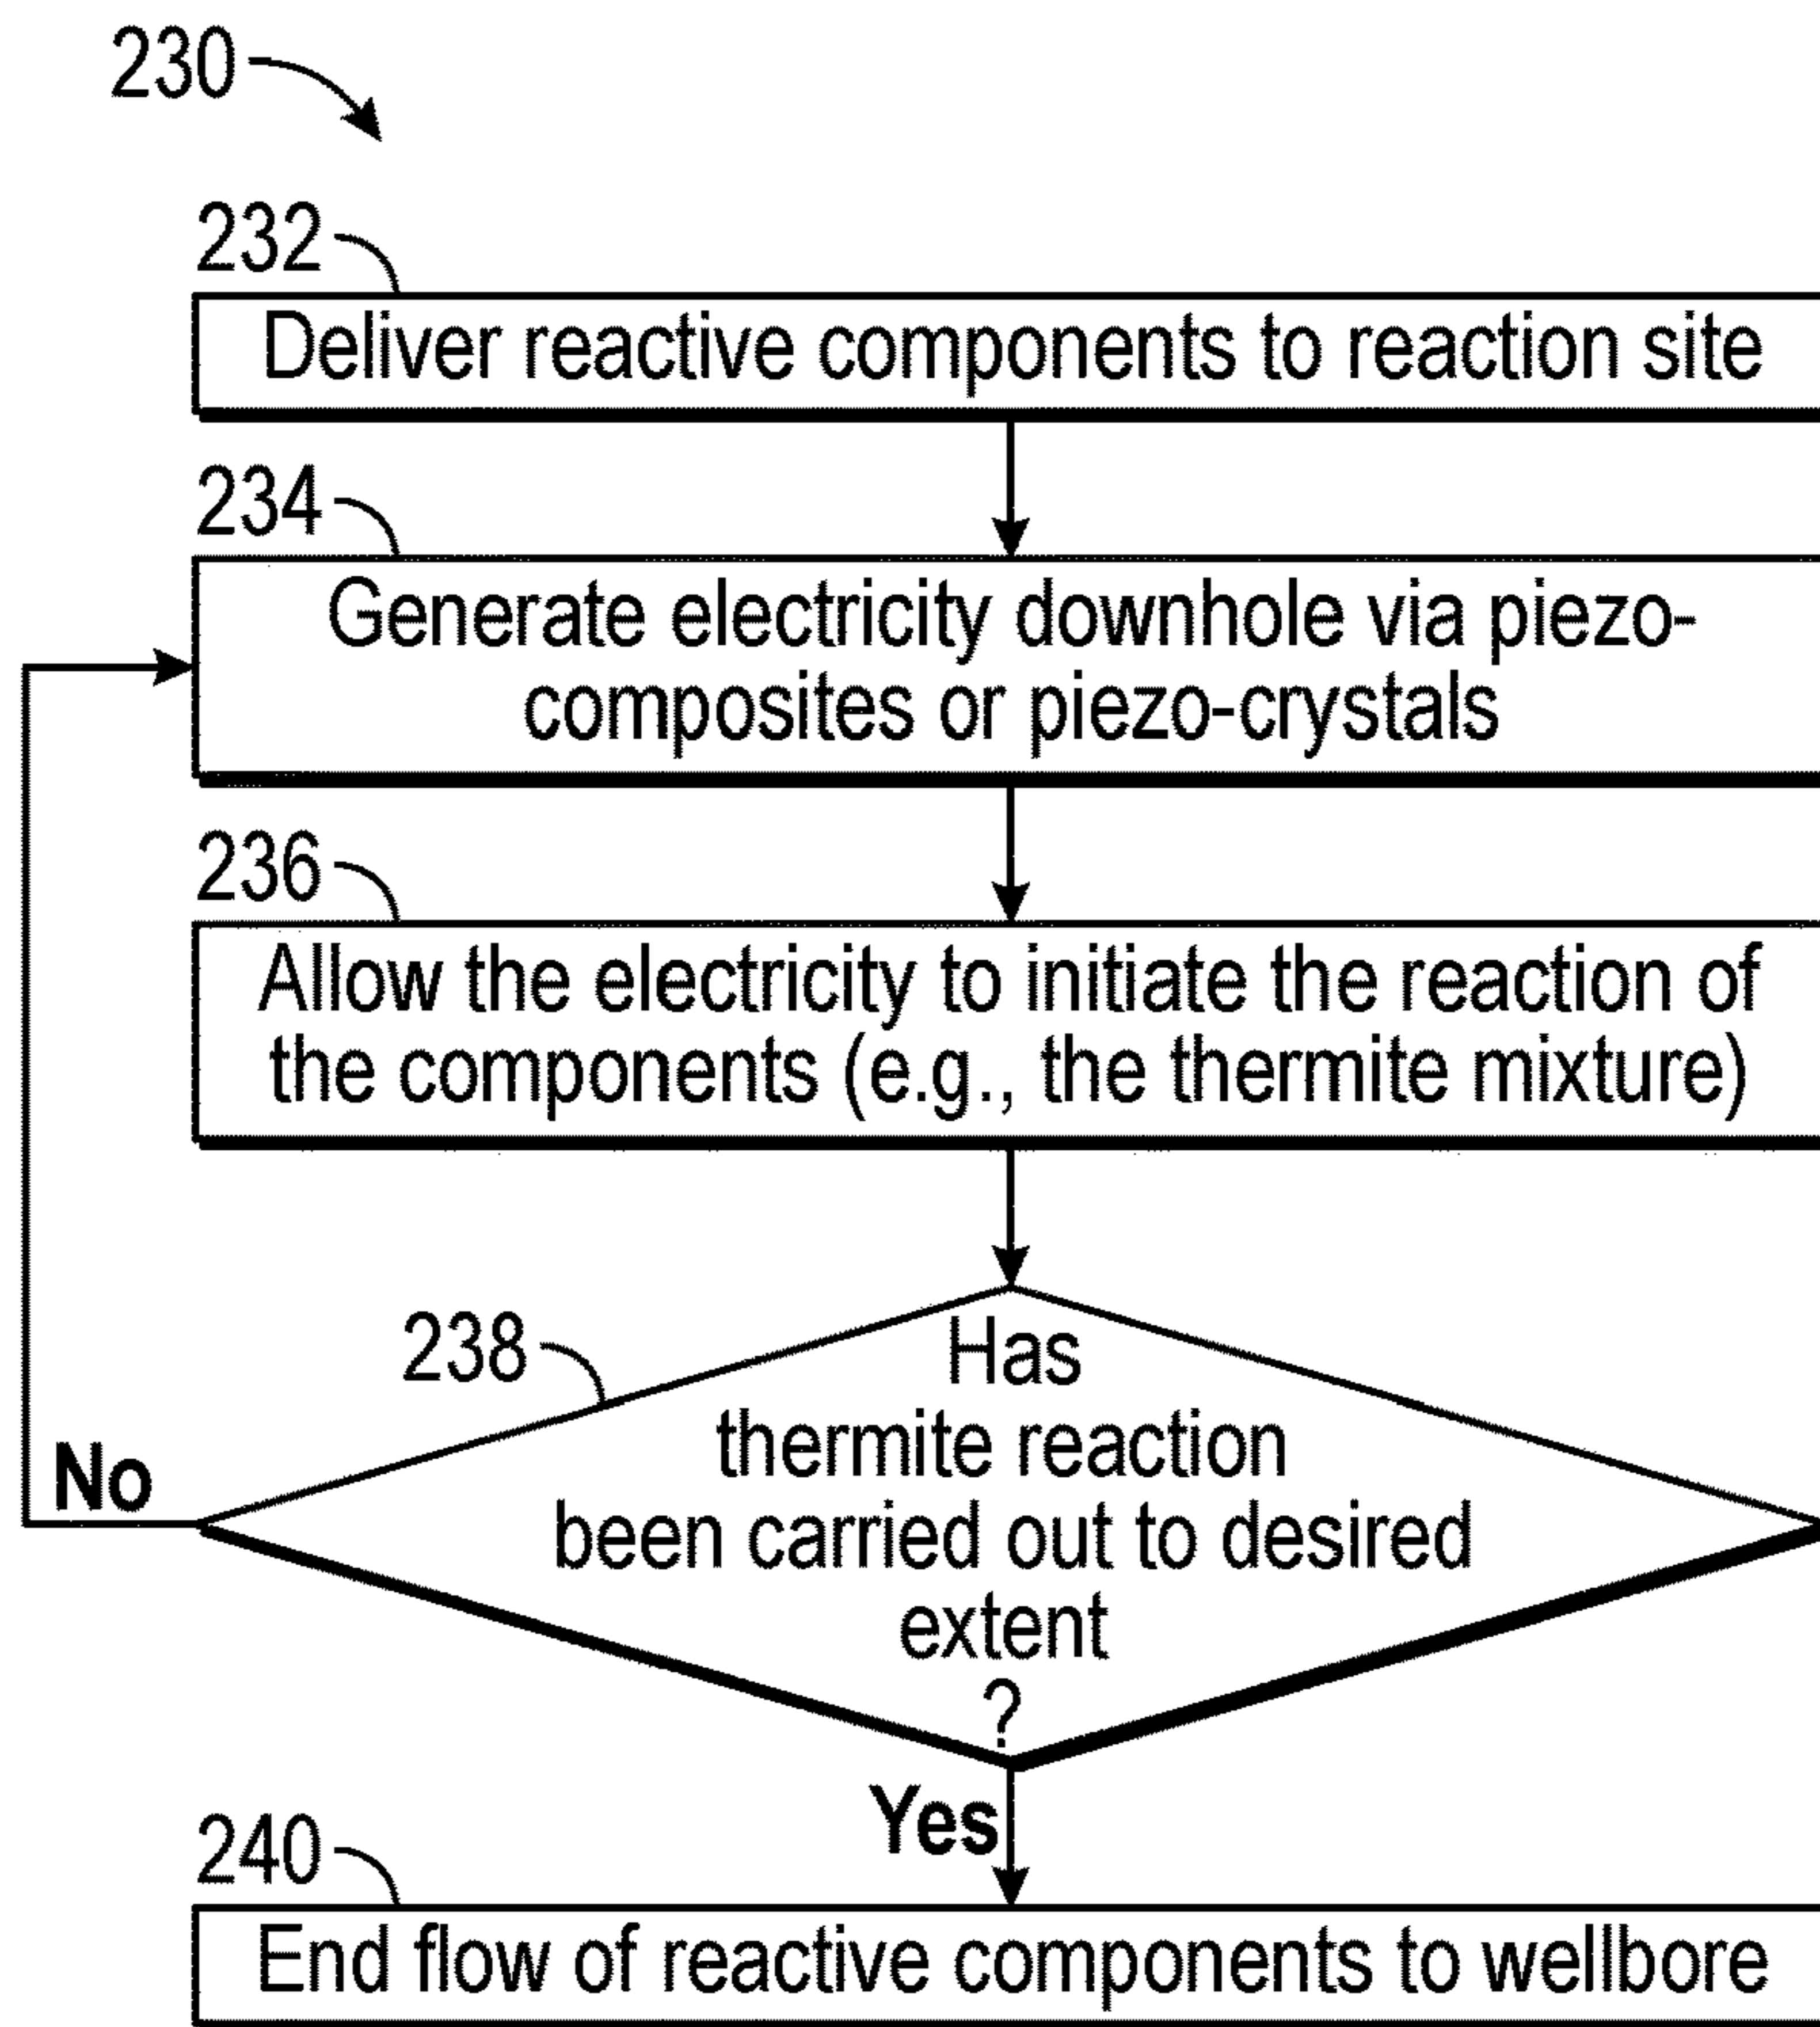 230
232
Deliver reactive components to reaction site
234
Generate electricity downhole via piezo-
composites or piezo-crystals
236
Allow the electricity to initiate the reaction of
the components (e.g., the thermite mixture)
238
Has
thermite reaction
been carried out to desired
extent
?
No
Yes
240
End flow of reactive components to wellbore